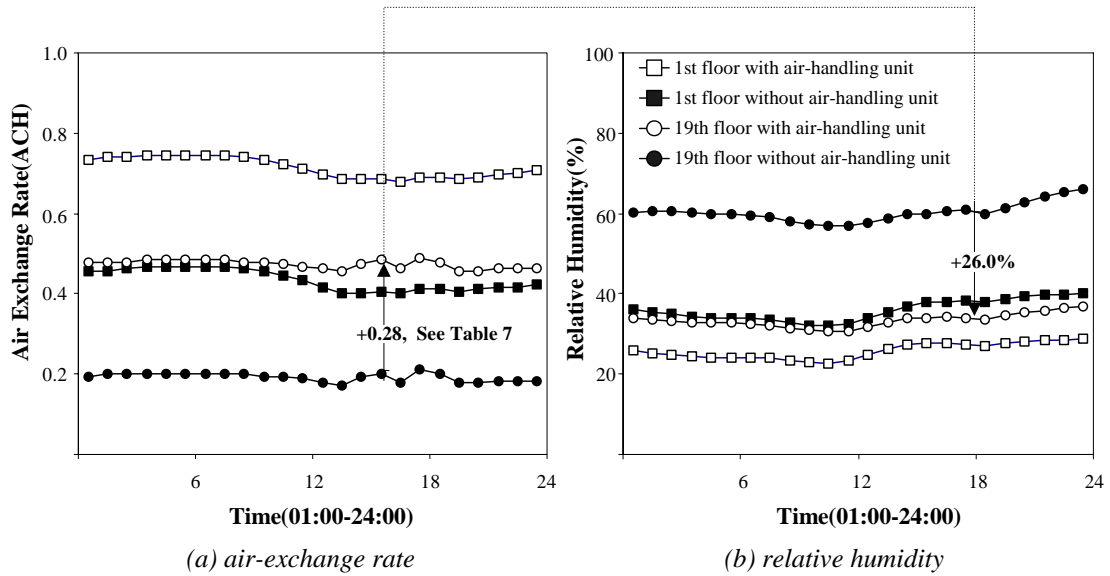 1.0
0.8
0.6
0.4
0.2
Air Exchange Rate(ACH)
+0.28, See Table 7
6 12 18 24
Time(01:00-24:00)
(a) air-exchange rate
100
80
60
40
20
Relative Humidity(%)
1st floor with air-handling unit
1st floor without air-handling unit
19th floor with air-handling unit
19th floor without air-handling unit
+26.0%
6 12 18 24
Time(01:00-24:00)
(b) relative humidity